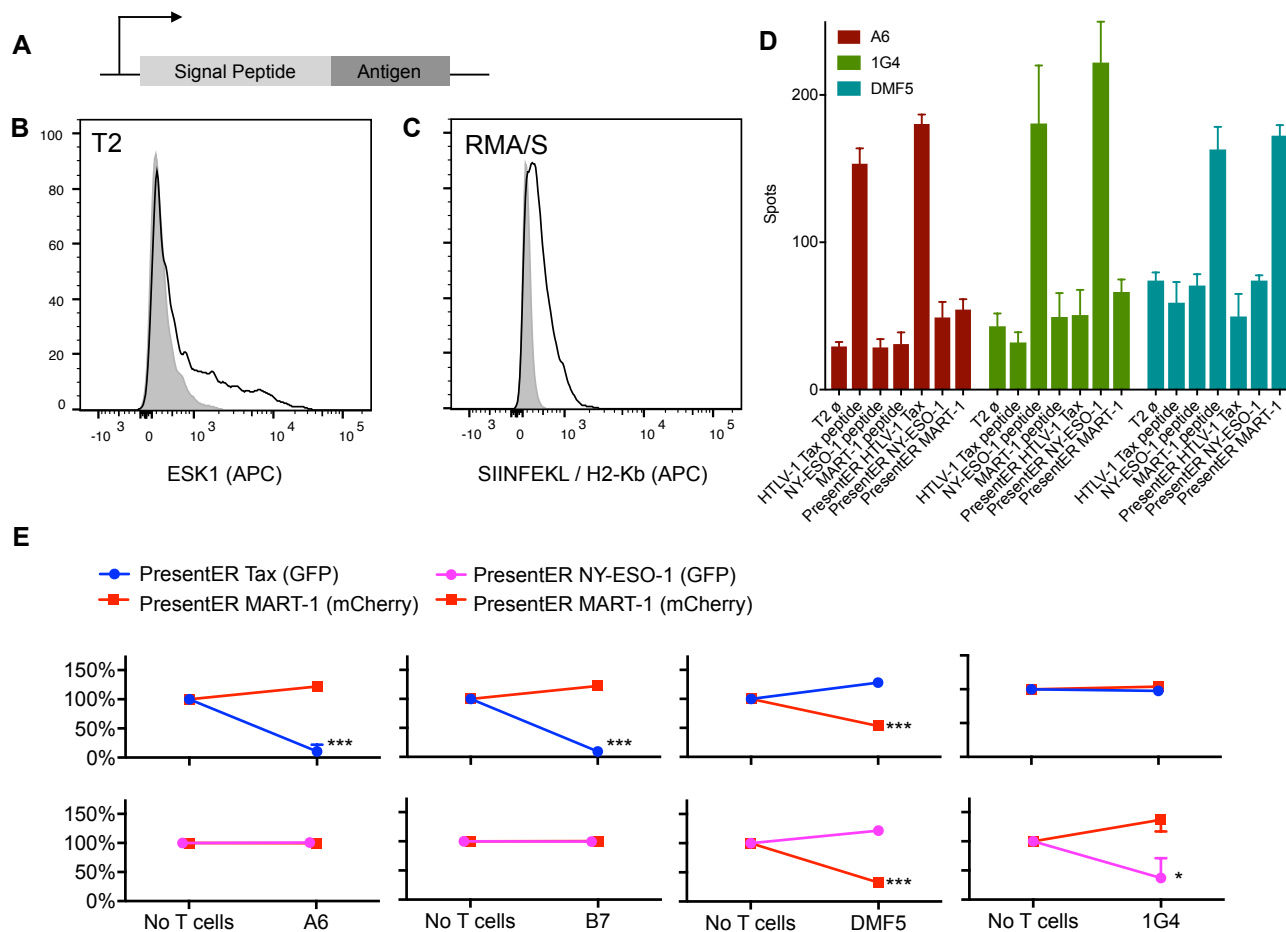 A
Signal Peptide
Antigen
B
T2
100
80
60
40
20
0
-10 3
0
10 3
10 4
10 5
ESK1 (APC)
C
RMA/S
-10 3
0
10 3
10 4
10 5
SIINFEKL / H2-Kb (APC)
D
A6
1G4
DMF5
200
100
0
Spots
T2 ø
HTLV-1 Tax peptide
NY-ESO-1 peptide
MART-1 peptide
PresentER HTLV-1 Tax
PresentER NY-ESO-1
PresentER MART-1
T2 ø
HTLV-1 Tax peptide
NY-ESO-1 peptide
MART-1 peptide
PresentER HTLV-1 Tax
PresentER NY-ESO-1
PresentER MART-1
T2 ø
HTLV-1 Tax peptide
NY-ESO-1 peptide
MART-1 peptide
PresentER HTLV-1 Tax
PresentER NY-ESO-1
PresentER MART-1
E
PresentER Tax (GFP)
PresentER MART-1 (mCherry)
PresentER NY-ESO-1 (GFP)
PresentER MART-1 (mCherry)
150%
100%
50%
0%
***
***
***
150%
100%
50%
0%
***
*
No T cells A6
No T cells B7
No T cells DMF5
No T cells 1G4